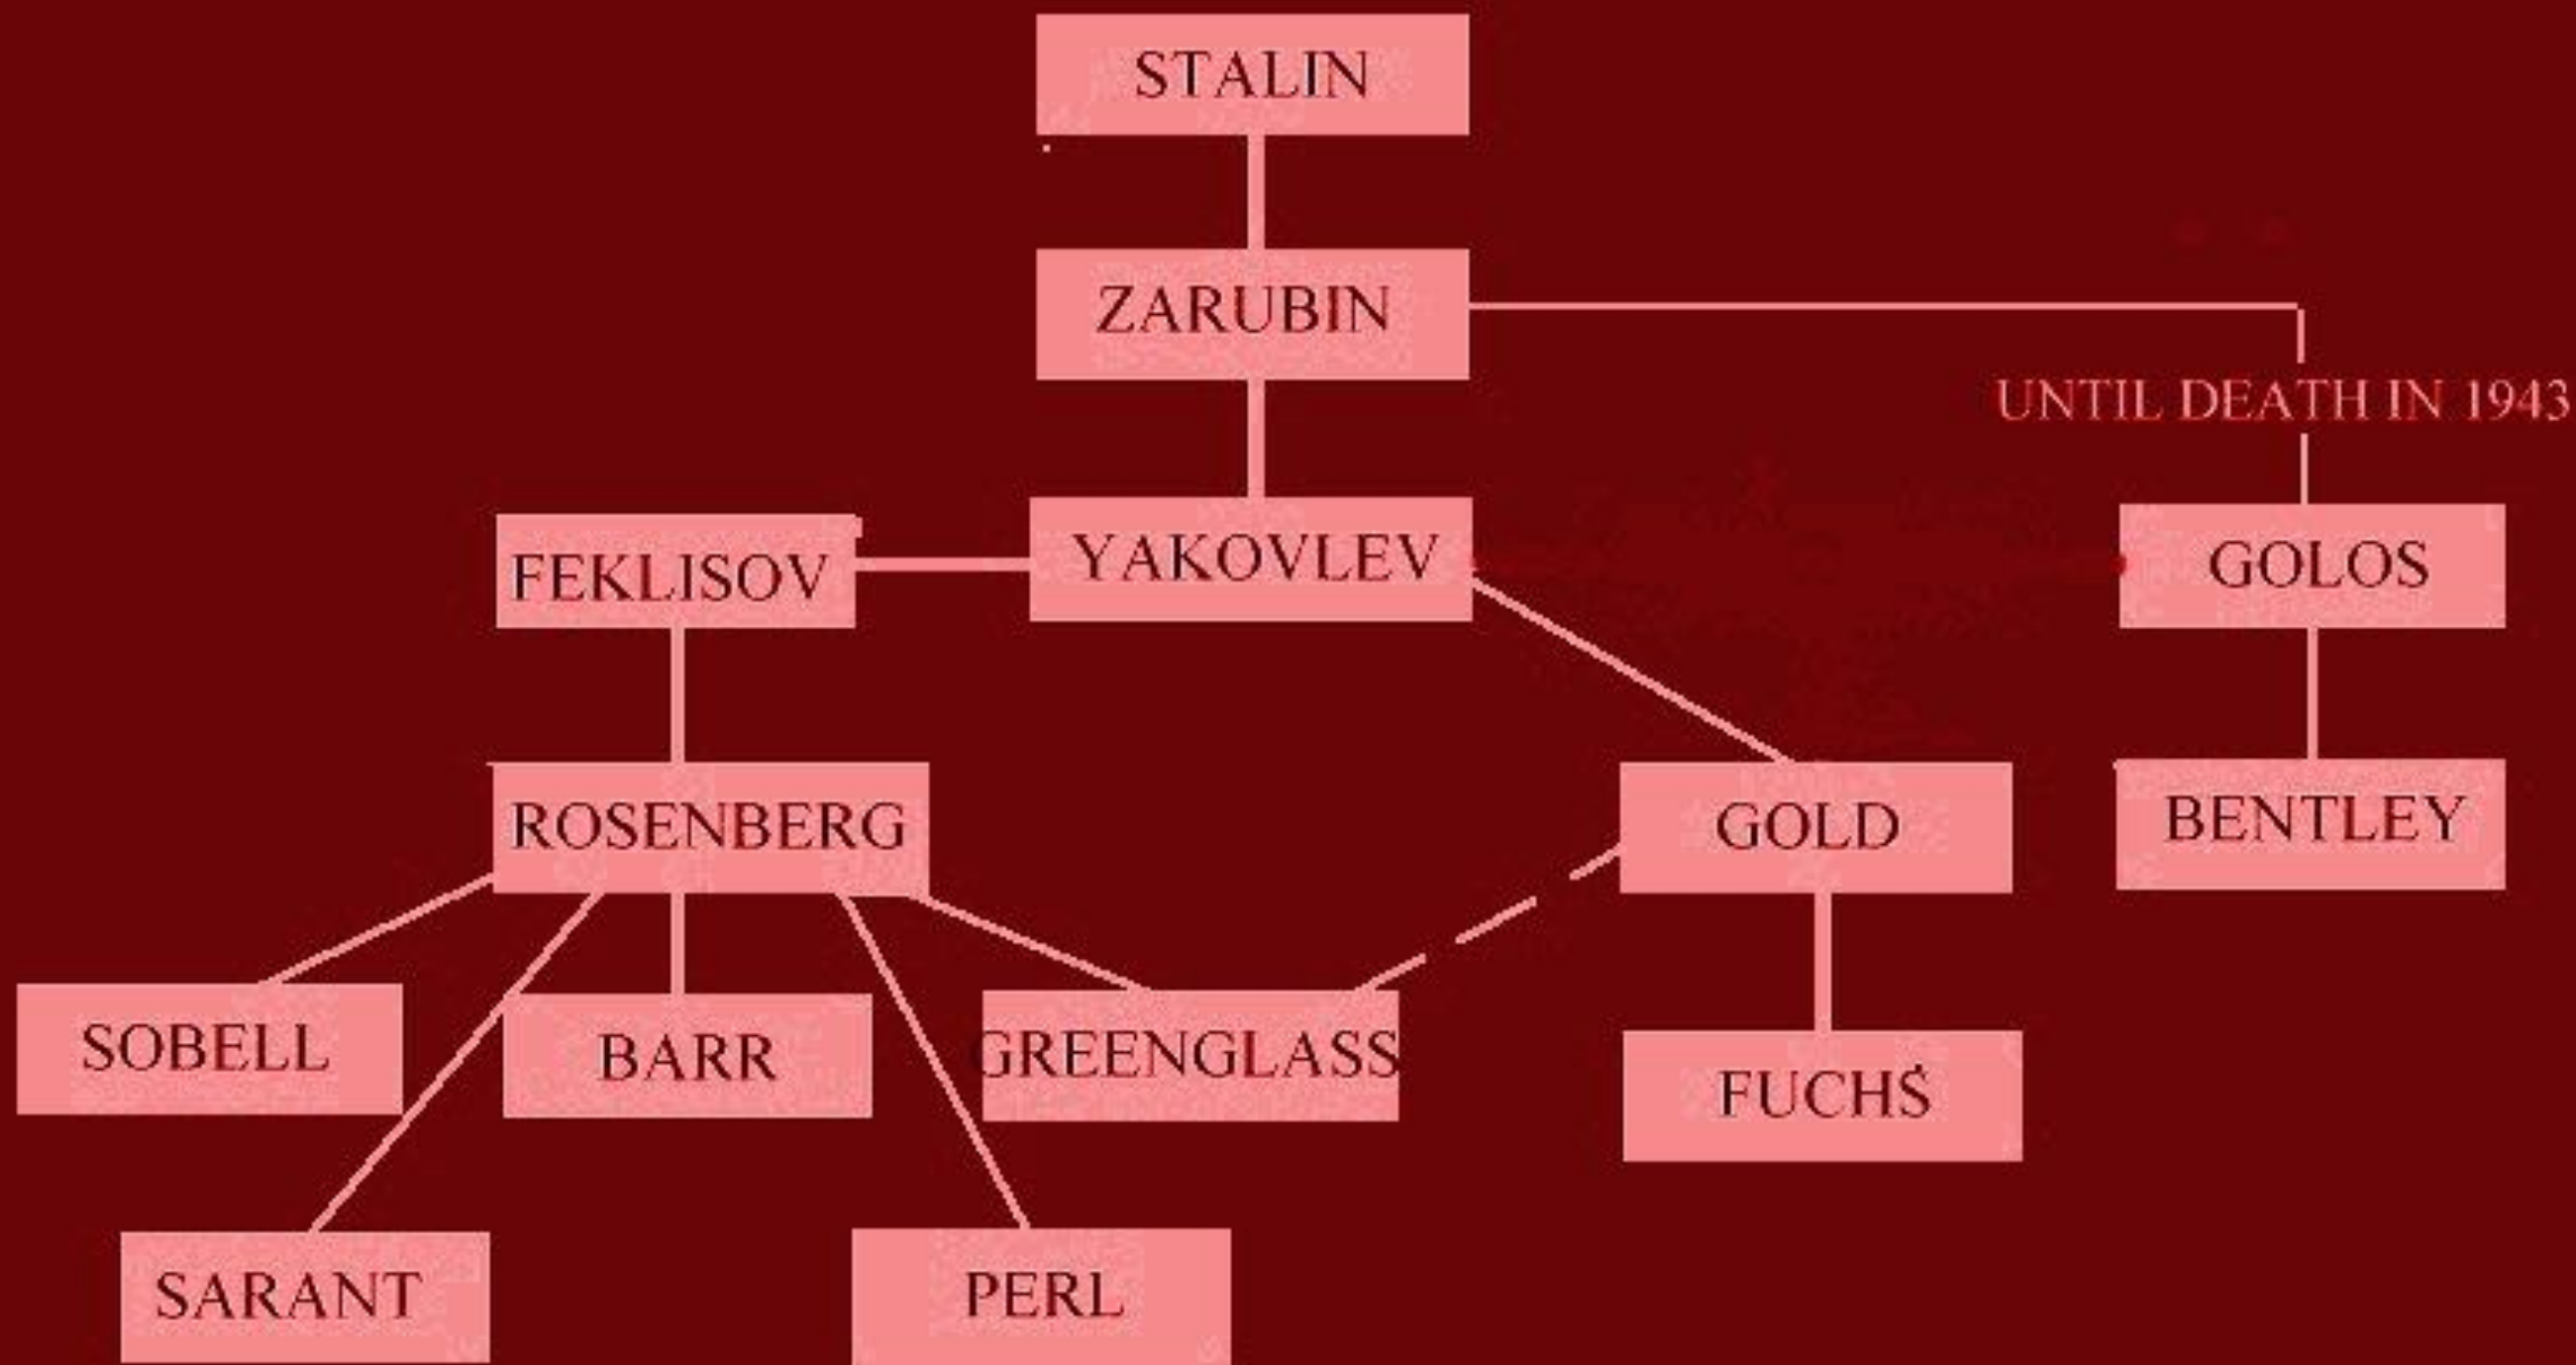 STALIN
ZARUBIN
UNTIL DEATH IN 1943
FEKLISOV
YAKOVLEV
GOLOS
ROSENBERG
GOLD
BENTLEY
SOBELL
BARR
GREENGLASS
FUCHS
SARANT
PERL